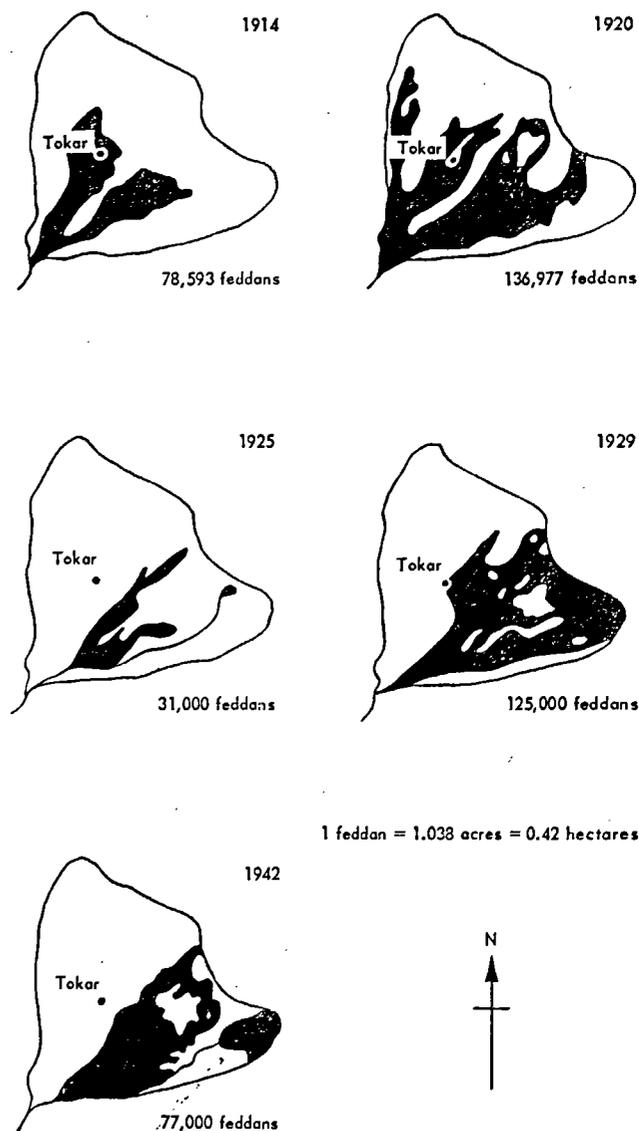 1914
Tokar
78,593 feddans
1920
Tokar
136,977 feddans
1925
Tokar
31,000 feddans
1929
Tokar
125,000 feddans
1 feddan = 1.038 acres = 0.42 hectares
1942
Tokar
77,000 feddans
N